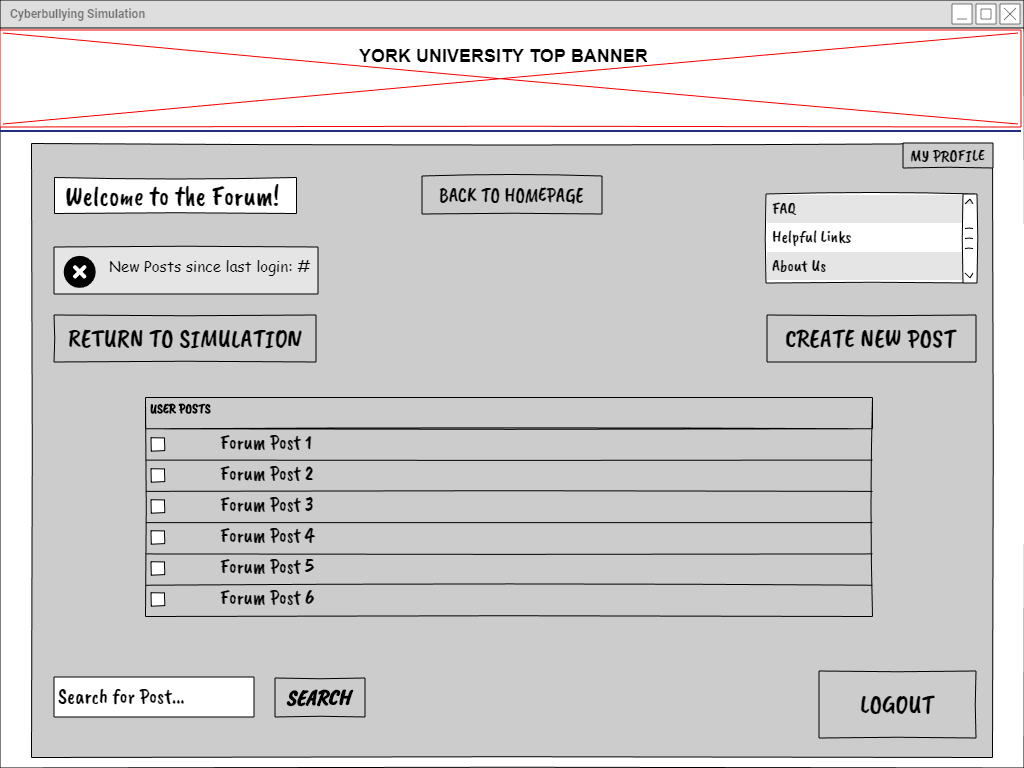 Cyberbullying Simulation
YORK UNIVERSITY TOP BANNER
MY PROFILE
Welcome to the Forum!
BACK TO HOMEPAGE
FAQ
Helpful Links
About Us
New Posts since last login: #
RETURN TO SIMULATION
CREATE NEW POST
USER POSTS
Forum Post 1
Forum Post 2
Forum Post 3
Forum Post 4
Forum Post 5
Forum Post 6
Search for Post...
SEARCH
LOGOUT